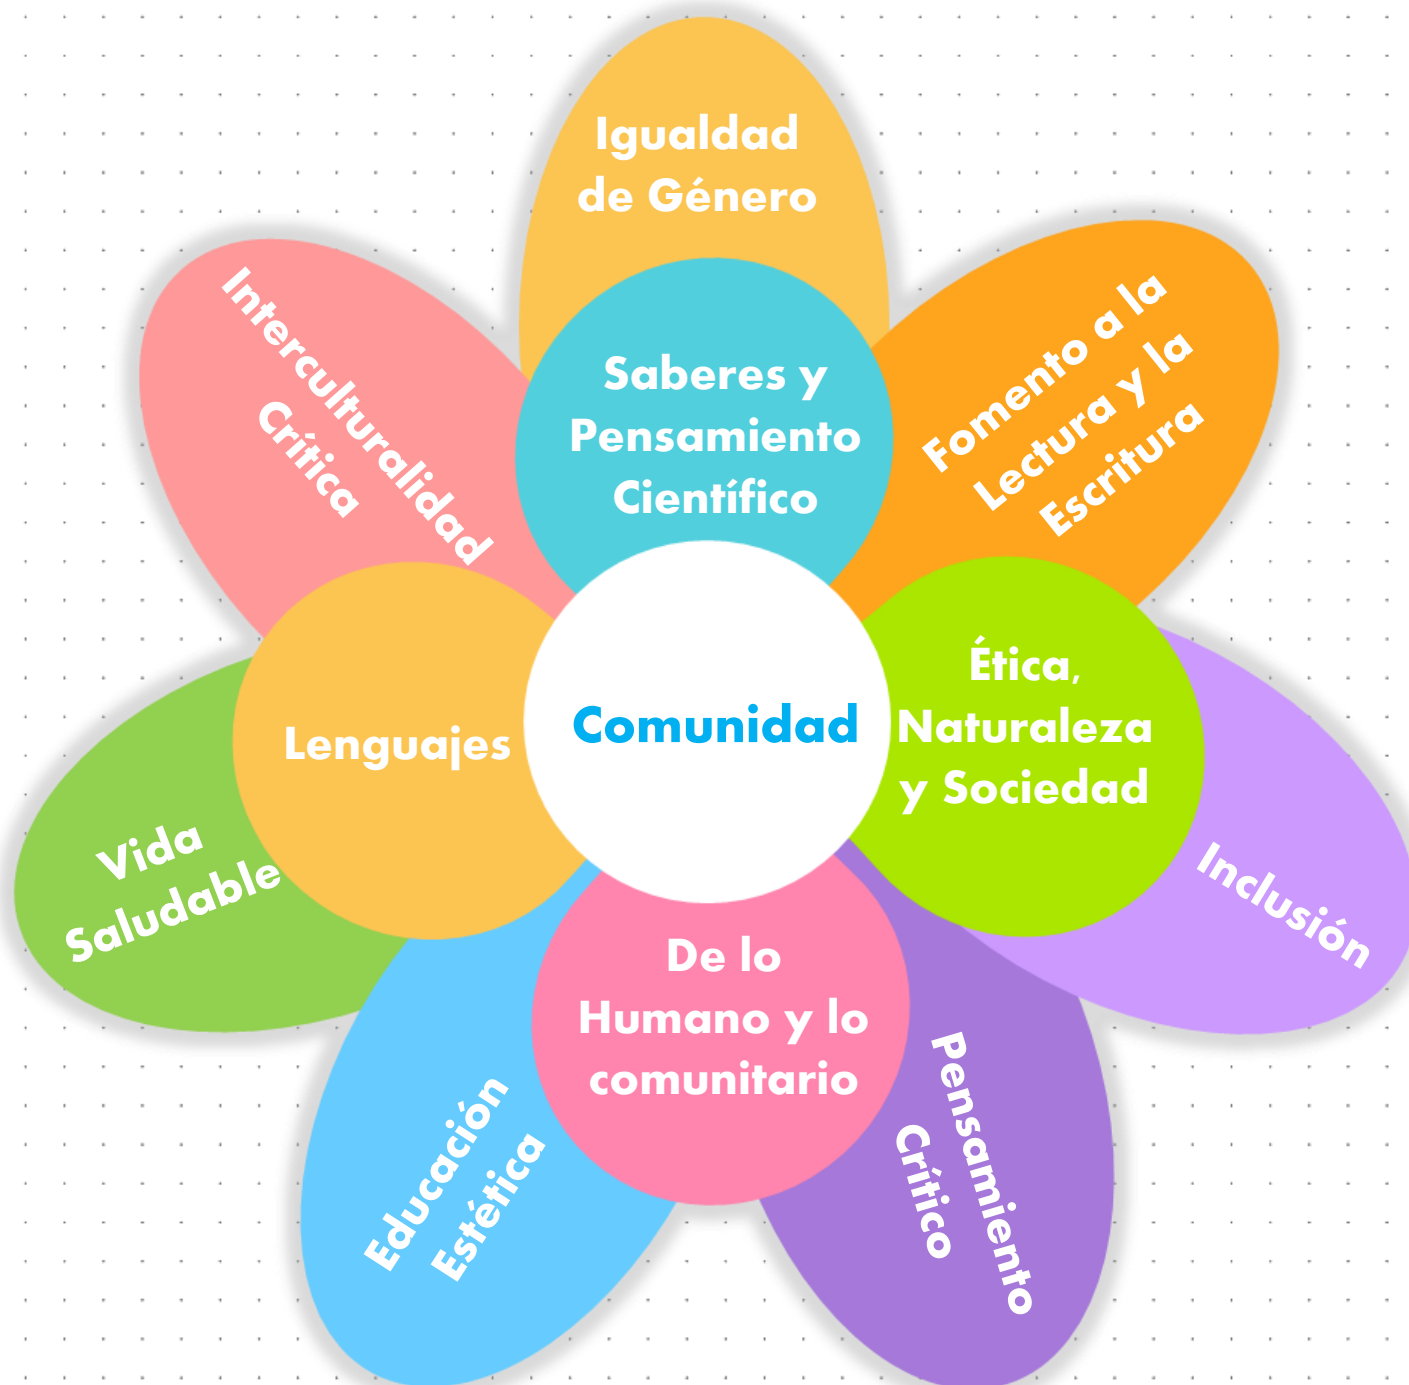 Igualdad
de Género
Interculturalidad
Crítica
Fomento a la
Lectura y la
Escritura
Saberes y
Pensamiento
Científico
Lenguajes
Comunidad
Ética,
Naturaleza
y Sociedad
Vida
Saludable
Inclusión
De lo
Humano y lo
comunitario
Educación
Estética
Pensamiento
Crítico